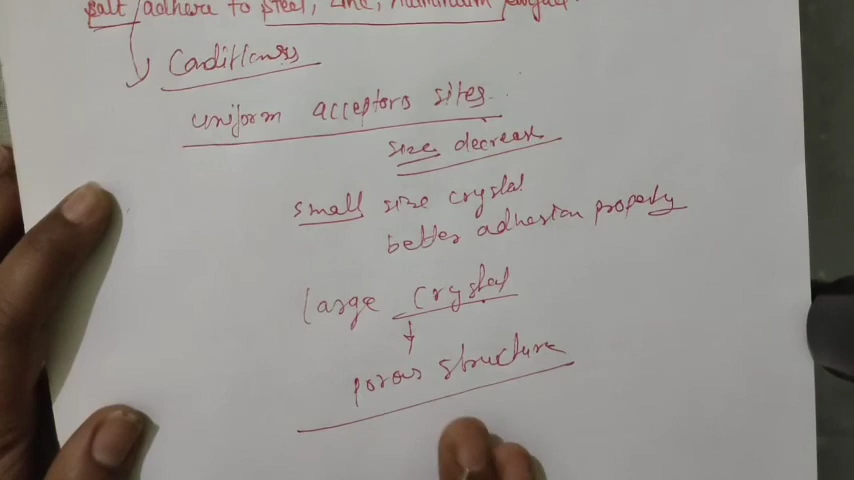 salt adhere to steel, zinc, Aluminium
Conditioners
uniform acceptors sites.
size decrease
small size crystal
better adhesion property
large crystal
porous structure